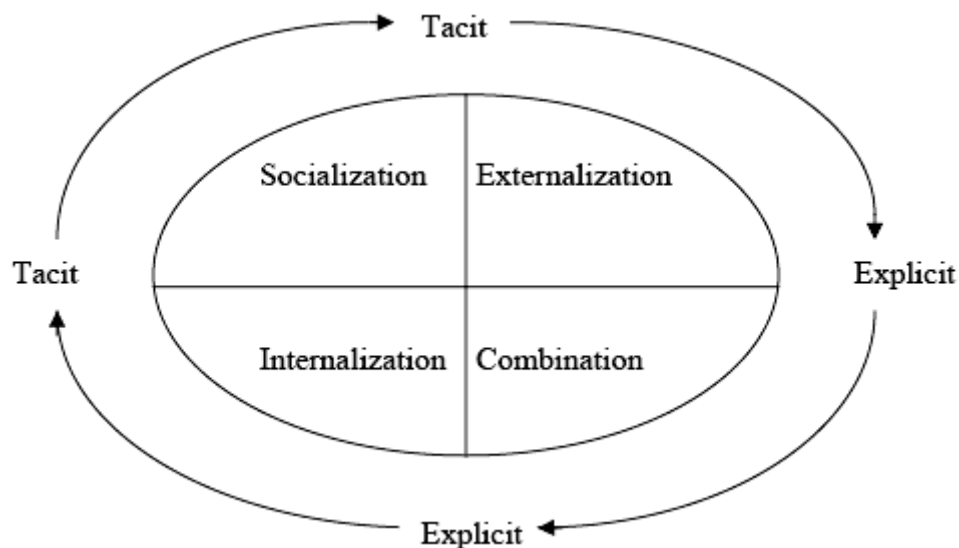 Tacit
Socialization
Externalization
Tacit
Explicit
Internalization
Combination
Explicit